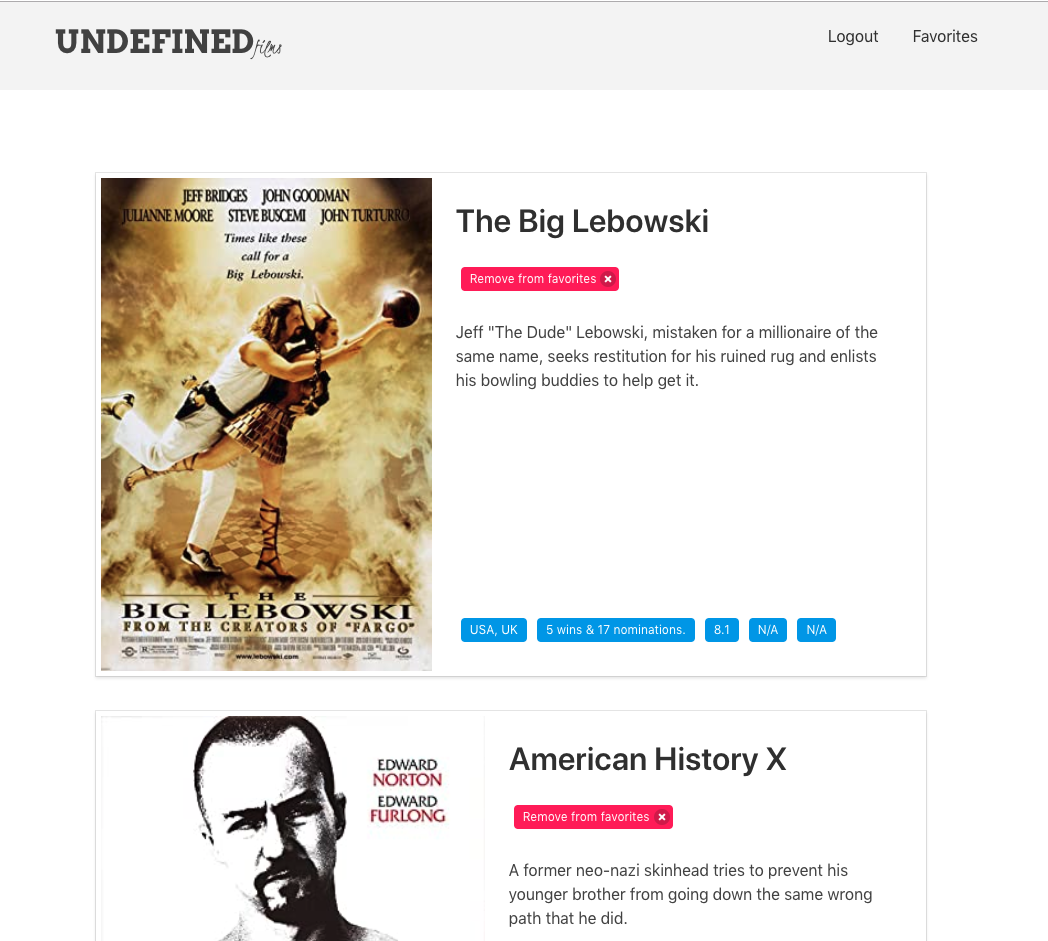 UNDEFINEDfilms
Logout Favorites
JEFF BRIDGES JOHN GOODMAN
JULIANNE MOORE STEVE BUSCEMI JOHN TURTURRO
Times like these
call for a
Big Lebowski.
THE
BIG LEBOWSKI
FROM THE CREATORS OF "FARGO"
R
www.lebowski.com
The Big Lebowski
Remove from favorites
Jeff "The Dude" Lebowski, mistaken for a millionaire of the
same name, seeks restitution for his ruined rug and enlists
his bowling buddies to help get it.
USA, UK 5 wins & 17 nominations. 8.1 N/A N/A
EDWARD
NORTON
EDWARD
FURLONG
American History X
Remove from favorites
A former neo-nazi skinhead tries to prevent his
younger brother from going down the same wrong
path that he did.